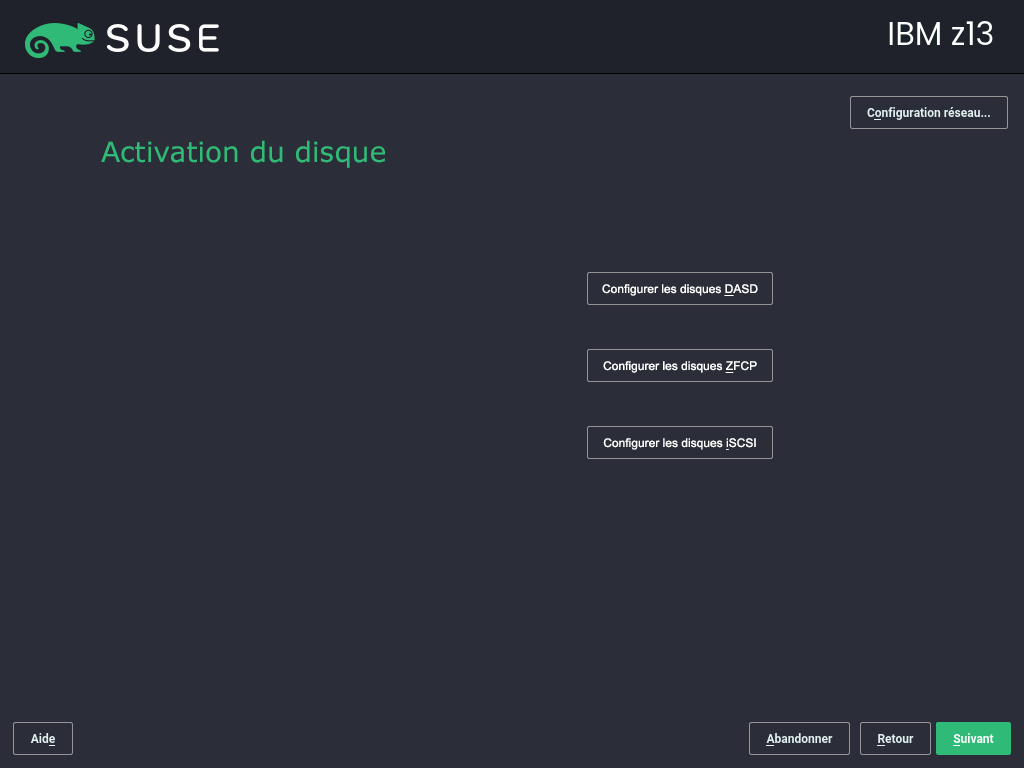 SUSE
IBM z13
Configuration réseau...
Activation du disque
Configurer les disques DASD
Configurer les disques ZFCP
Configurer les disques iSCSI
Aide
Abandonner
Retour
Suivant